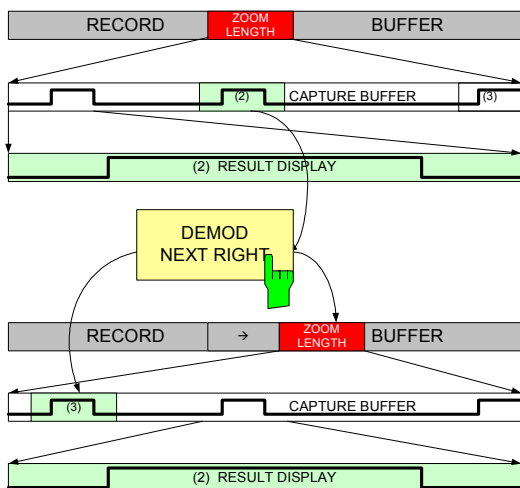 RECORD
ZOOM
LENGTH
BUFFER
(2)
CAPTURE BUFFER
(3)
(2) RESULT DISPLAY
DEMOD
NEXT RIGHT
RECORD
→
ZOOM
LENGTH
BUFFER
(3)
CAPTURE BUFFER
(2) RESULT DISPLAY